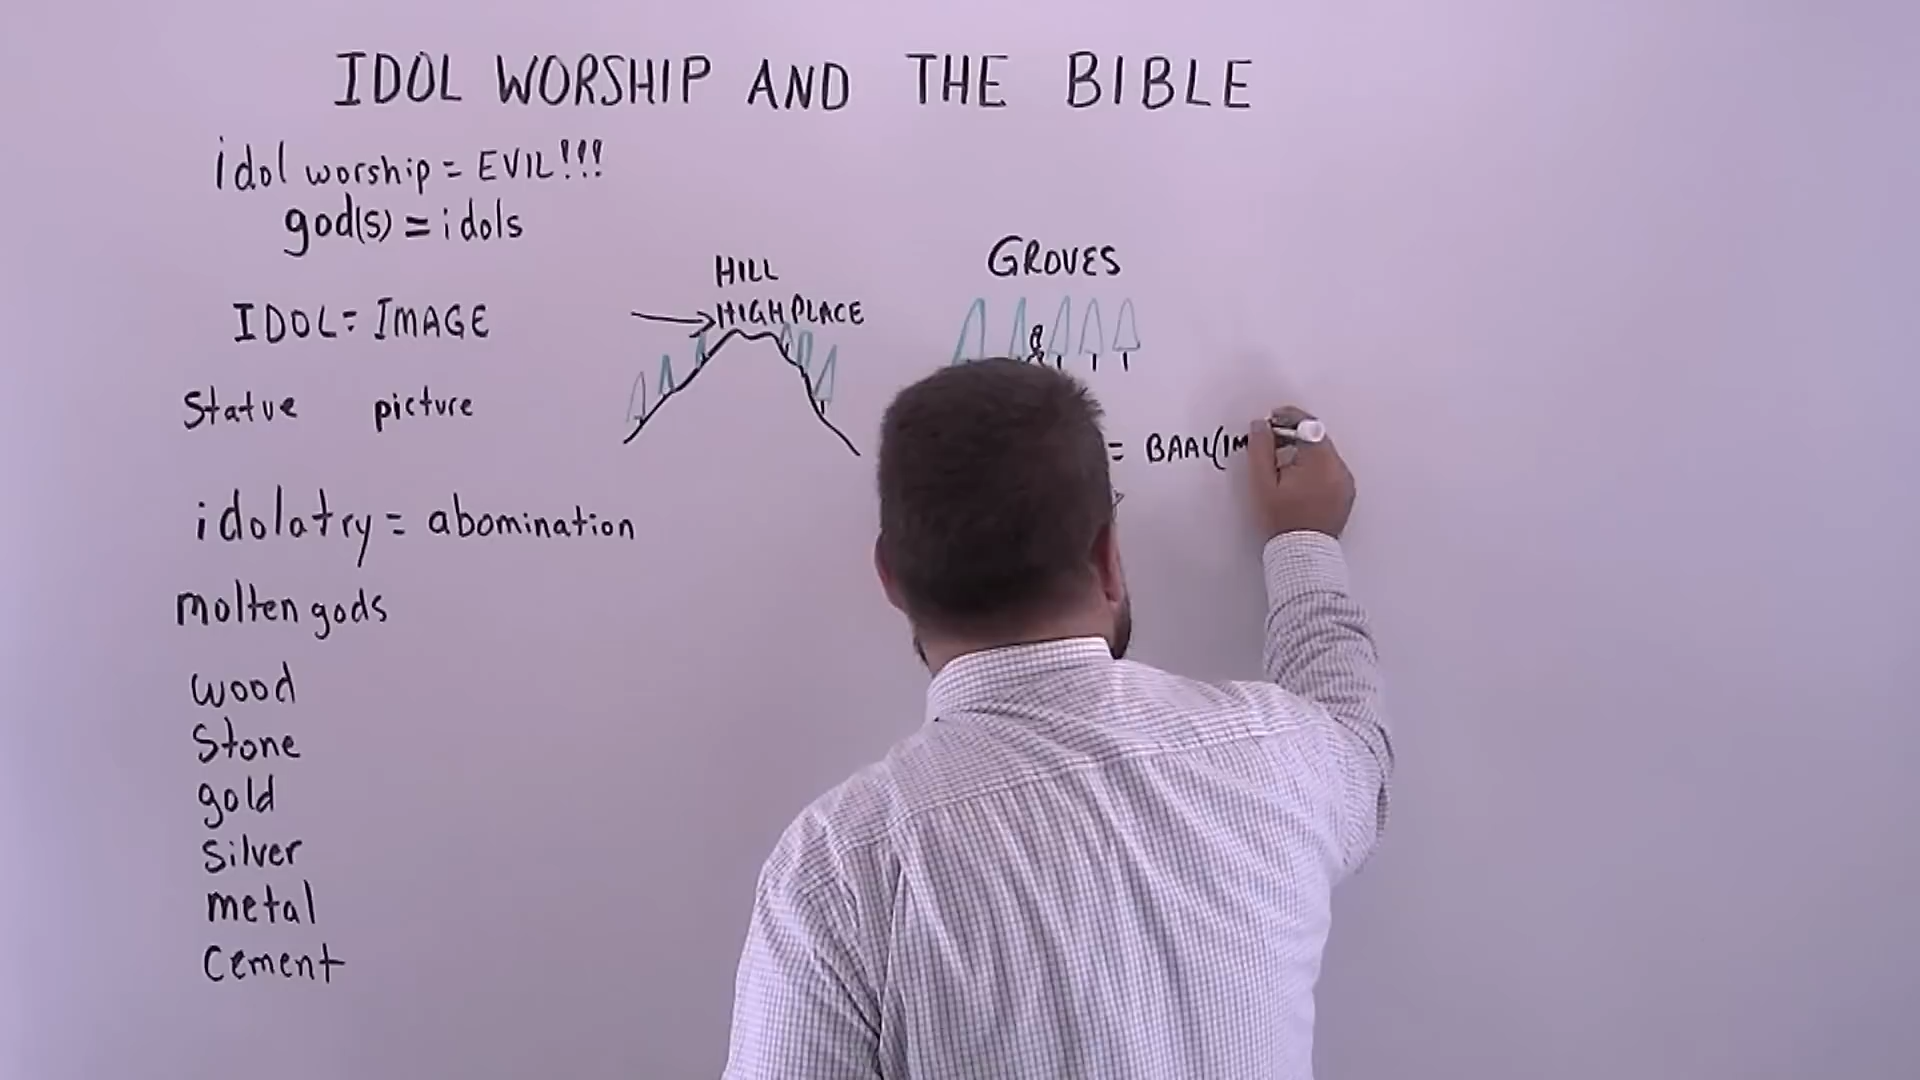 IDOL WORSHIP AND THE BIBLE
idol worship = EVIL!!!
god(s) = idols
IDOL = IMAGE
Statue picture
idolatry = abomination
molten gods
wood
Stone
gold
silver
metal
cement
HILL
HIGH PLACE
GROVES
= BAAL(IM